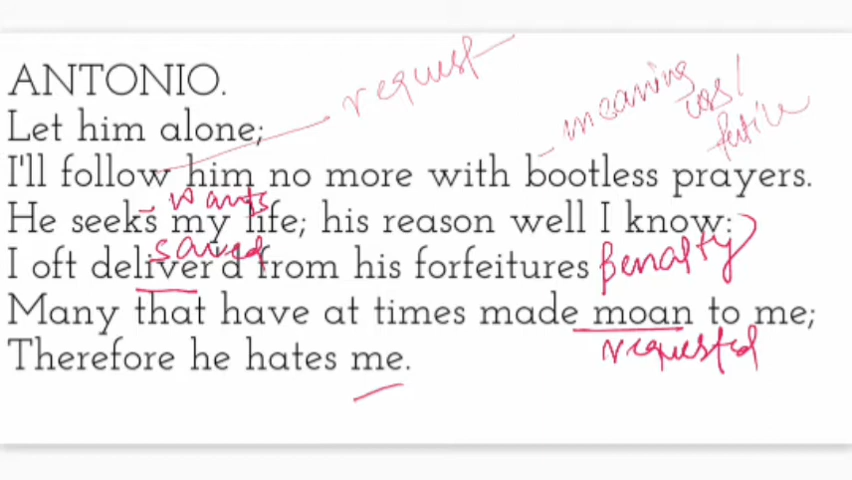 ANTONIO.
request
Let him alone;
meaning
futile
I'll follow him no more with bootless prayers.
wants
He seeks my life; his reason well I know:
saved
I oft deliver'd from his forfeitures penalty
Many that have at times made moan to me;
requested
Therefore he hates me.